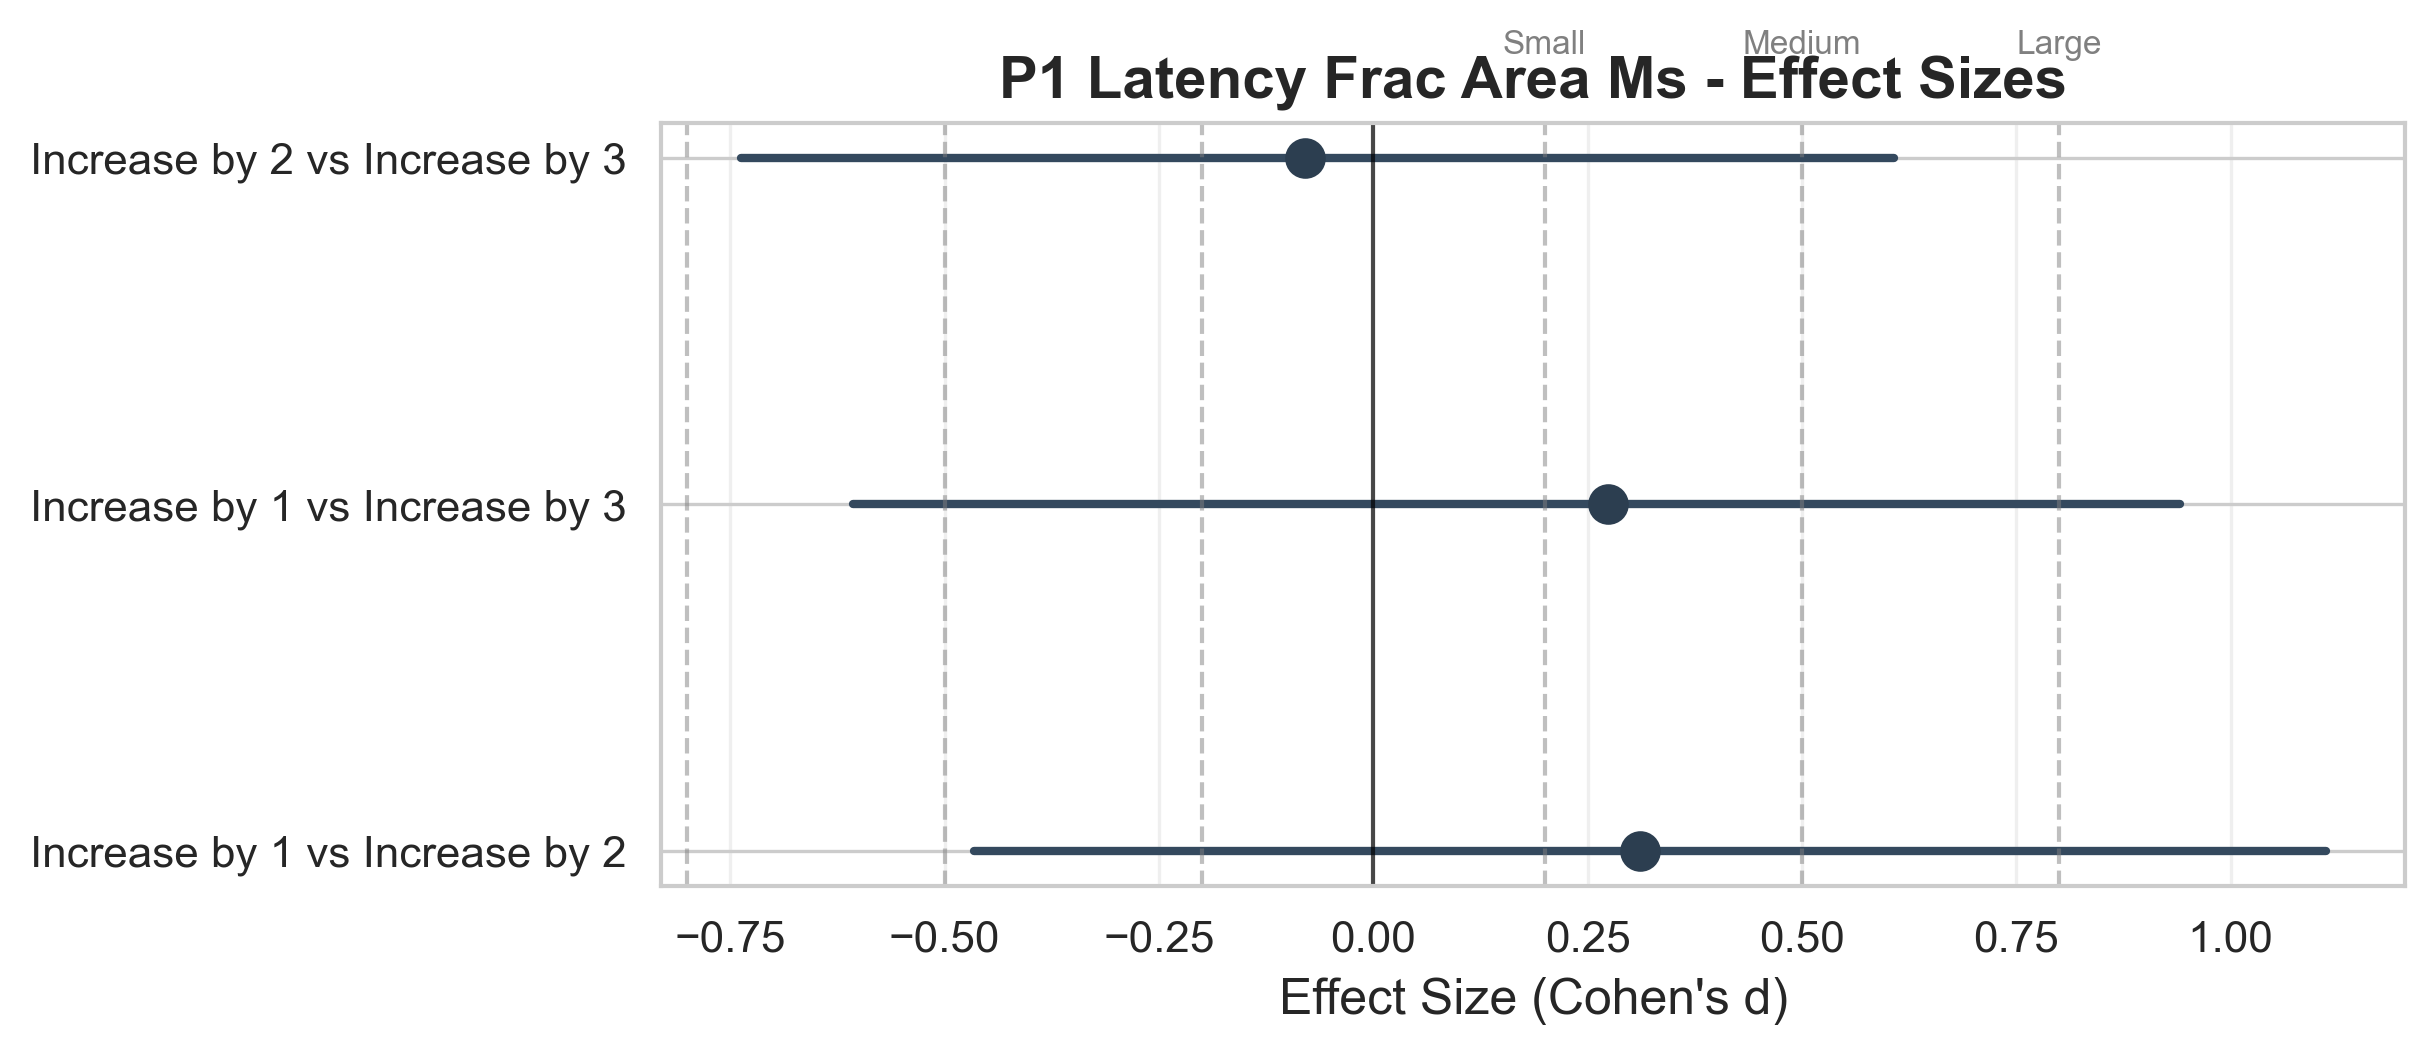 Small Medium Large
P1 Latency Frac Area Ms - Effect Sizes
Increase by 2 vs Increase by 3
Increase by 1 vs Increase by 3
Increase by 1 vs Increase by 2
−0.75 −0.50 −0.25 0.00 0.25 0.50 0.75 1.00
Effect Size (Cohen's d)